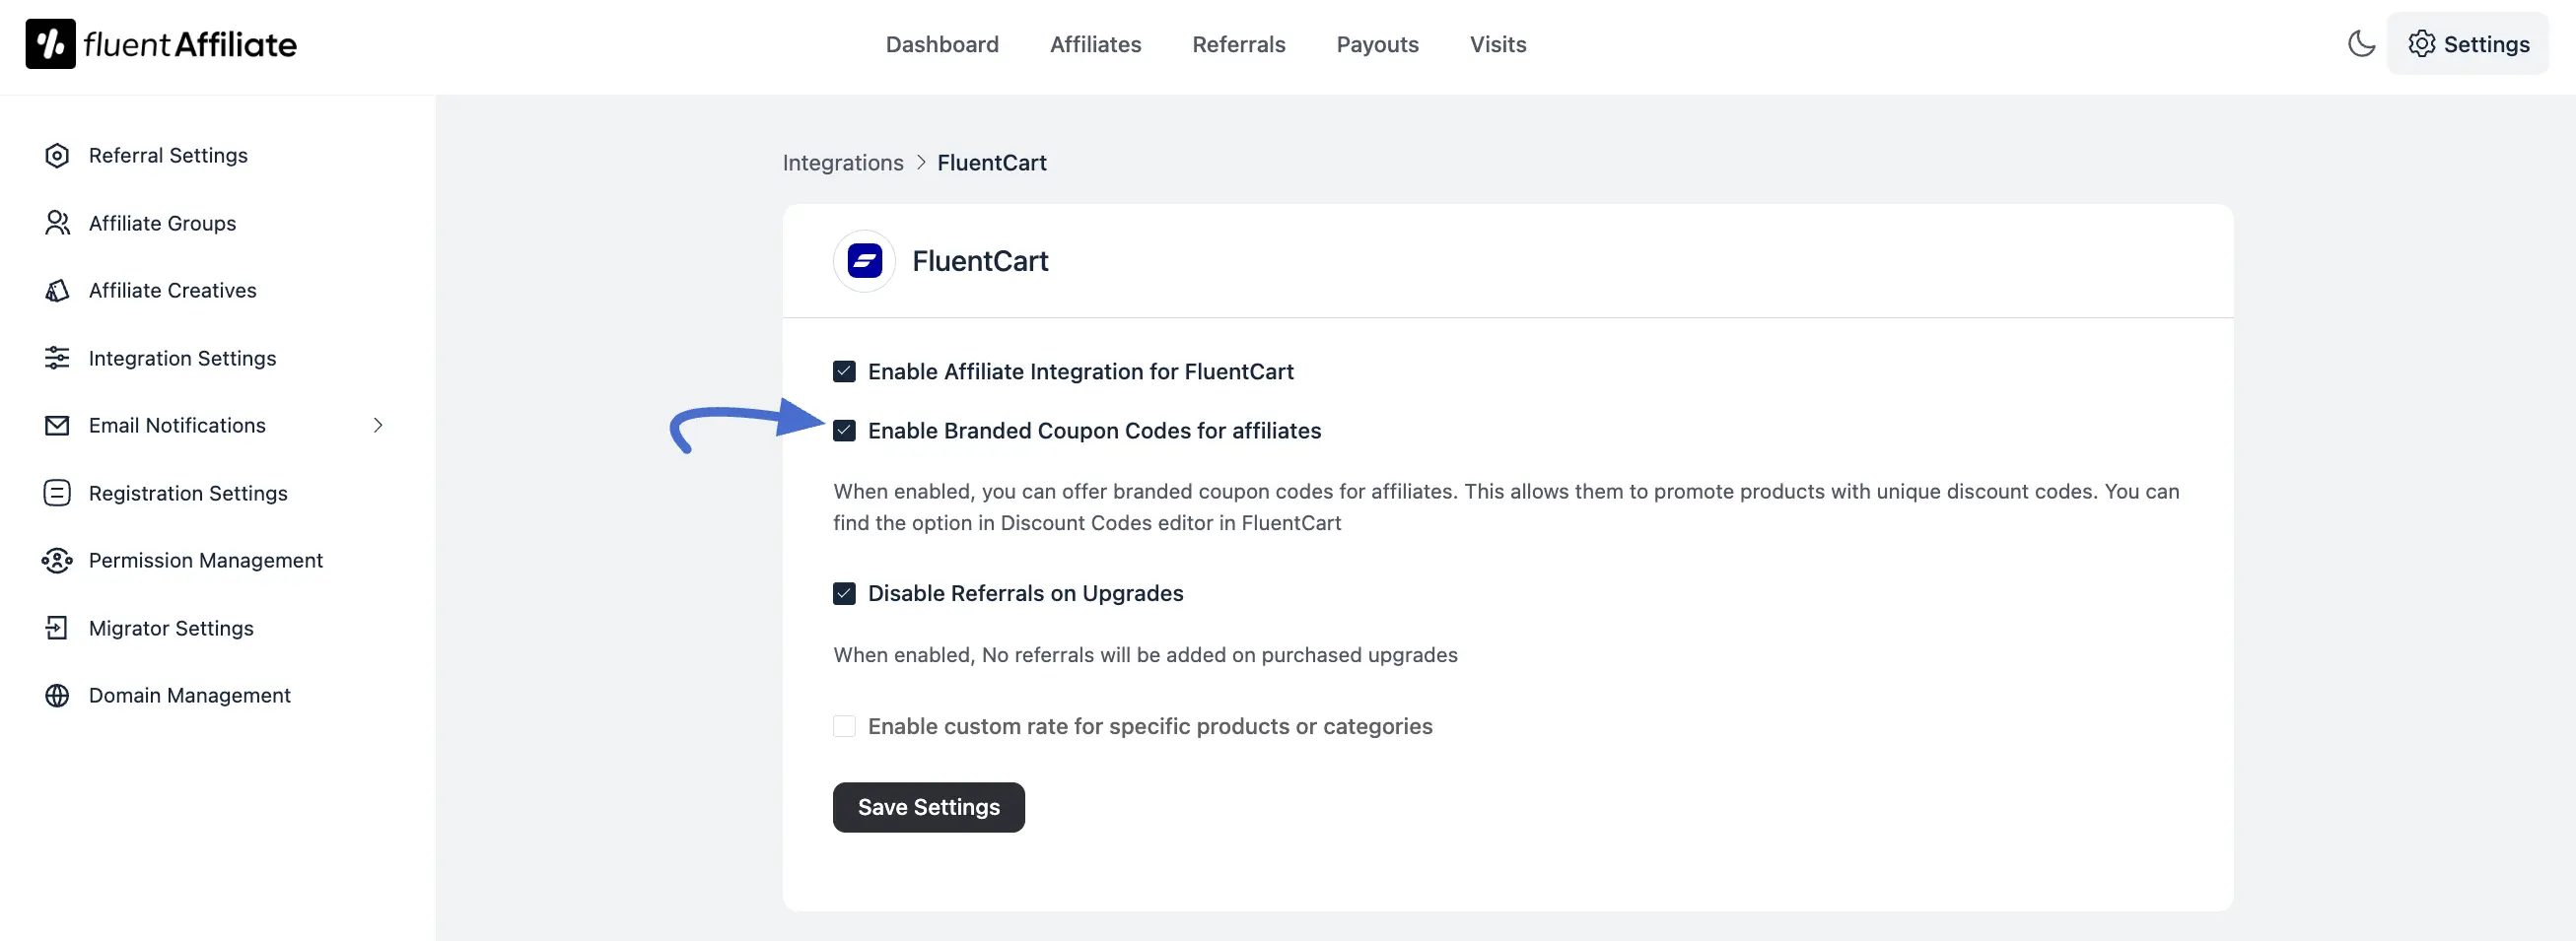 fluentAffiliate
Dashboard
Affiliates
Referrals
Payouts
Visits
Settings
Referral Settings
Affiliate Groups
Affiliate Creatives
Integration Settings
Email Notifications
Registration Settings
Permission Management
Migrator Settings
Domain Management
Integrations > FluentCart
FluentCart
Enable Affiliate Integration for FluentCart
Enable Branded Coupon Codes for affiliates
When enabled, you can offer branded coupon codes for affiliates. This allows them to promote products with unique discount codes. You can
find the option in Discount Codes editor in FluentCart
Disable Referrals on Upgrades
When enabled, No referrals will be added on purchased upgrades
Enable custom rate for specific products or categories
Save Settings